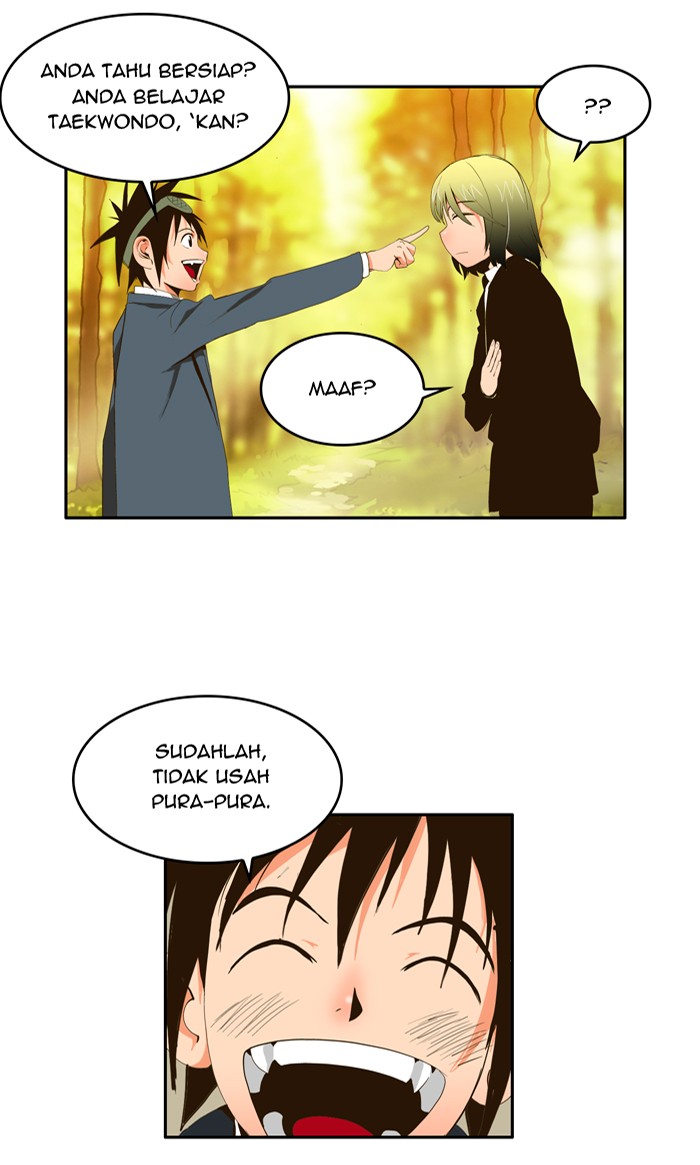 ANDA TAHU BERSIAP?
ANDA BELAJAR
TAEKWONDO, 'KAN?
??
MAAF?
SUDAHLAH,
TIDAK USAH
PURA-PURA.